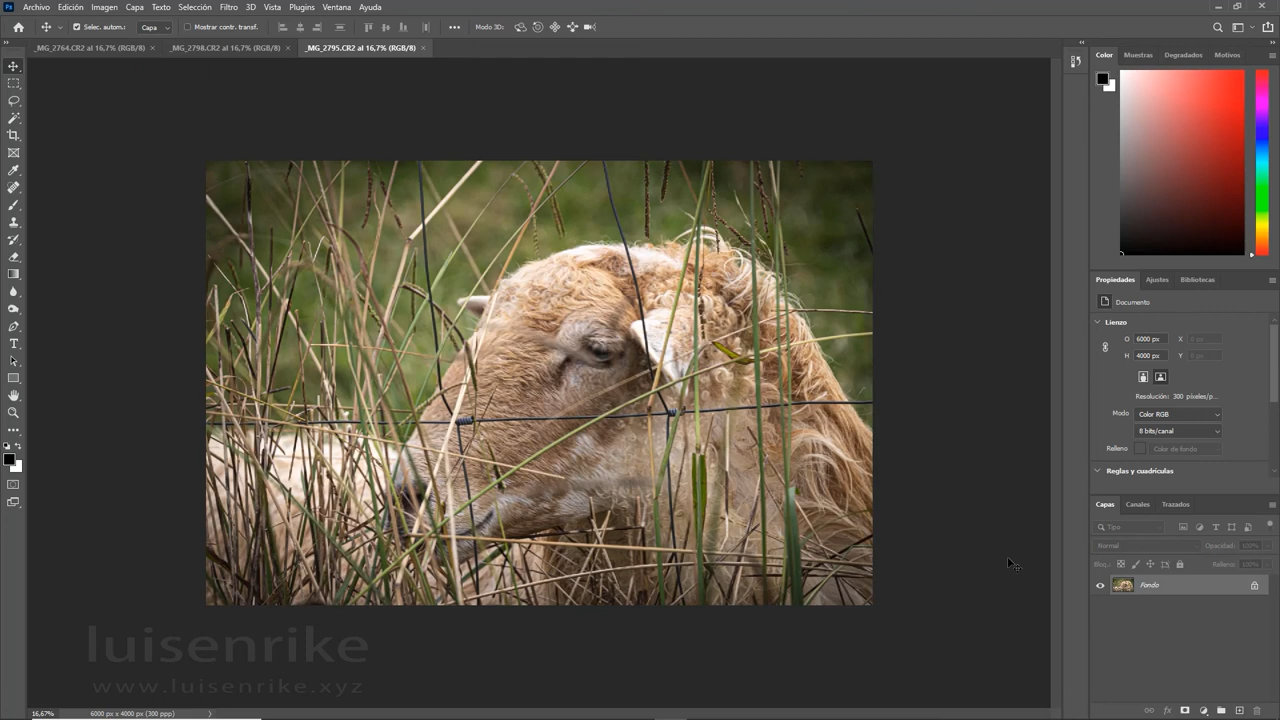 Ps Archivo Edición Imagen Capa Texto Selección Filtro 3D Vista Plugins Ventana Ayuda
Selec. autom.: Capa Mostrar contr. transf. Modo 3D:
_MG_2764.CR2 al 16,7% (RGB/8) _MG_2798.CR2 al 16,7% (RGB/8) _MG_2795.CR2 al 16,7% (RGB/8)
Color Muestras Degradados Motivos
Propiedades Ajustes Bibliotecas
Documento
Lienzo
O 6000 px X 0 px
H 4000 px Y 0 px
Resolución: 300 píxeles/p...
Modo Color RGB
8 bits/canal
Relleno Color de fondo
Reglas y cuadrículas
Capas Canales Trazados
Tipo
Normal Opacidad: 100%
Bloq.: Relleno: 100%
Fondo
luisenrike
www.luisenrike.xyz
16,67% 6000 px x 4000 px (300 ppp)